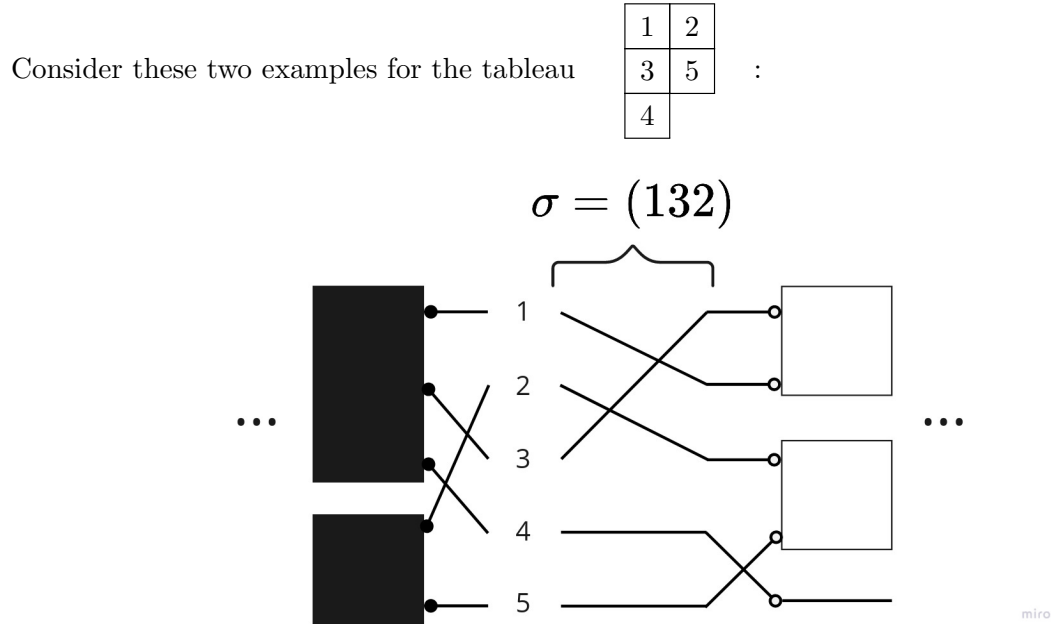 1 2
Consider these two examples for the tableau 3 5 :
4
σ = (132)
1
2
... ...
3
4
5
miro